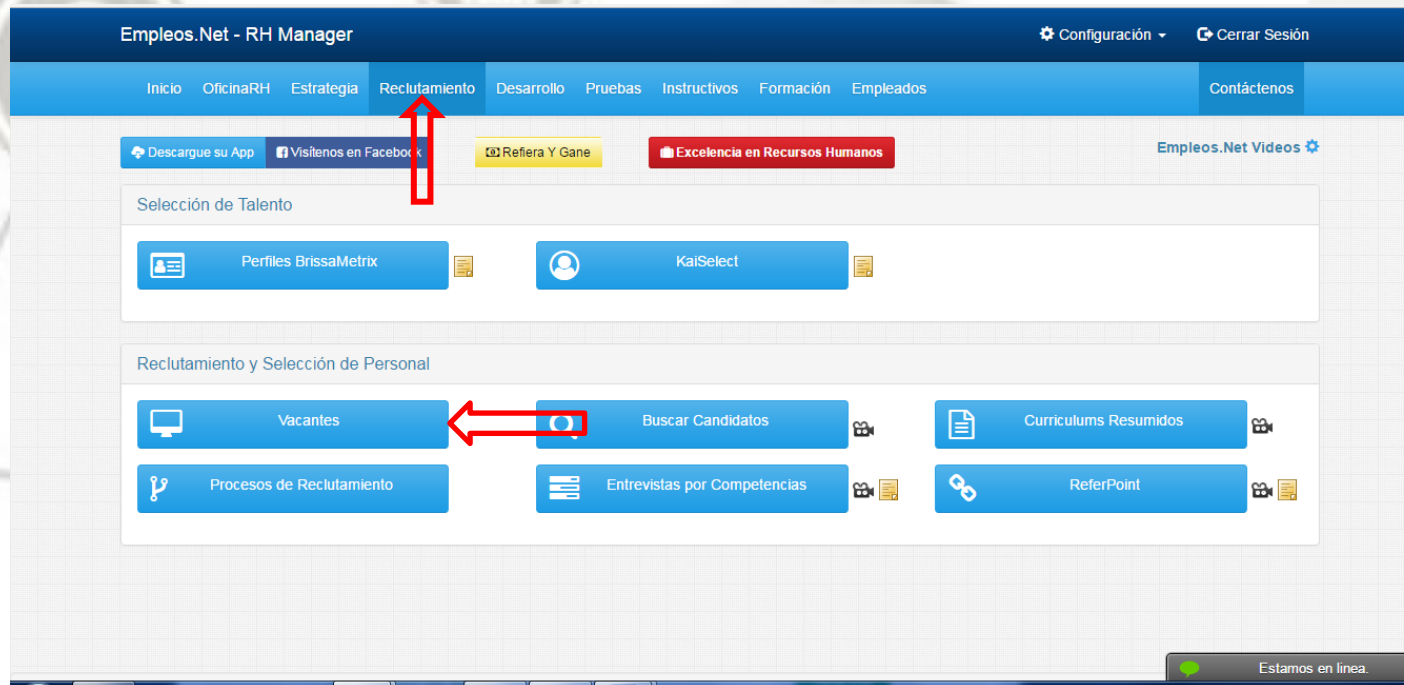 Empleos.Net - RH Manager
Configuración
Cerrar Sesión
Inicio OficinaRH Estrategia Reclutamiento Desarrollo Pruebas Instructivos Formación Empleados Contáctenos
Descargue su App Visítenos en Facebook Refiera Y Gane Excelencia en Recursos Humanos Empleos.Net Videos
Selección de Talento
Perfiles BrissaMetrix KaiSelect
Reclutamiento y Selección de Personal
Vacantes Buscar Candidatos Curriculums Resumidos
Procesos de Reclutamiento Entrevistas por Competencias ReferPoint
Estamos en linea.